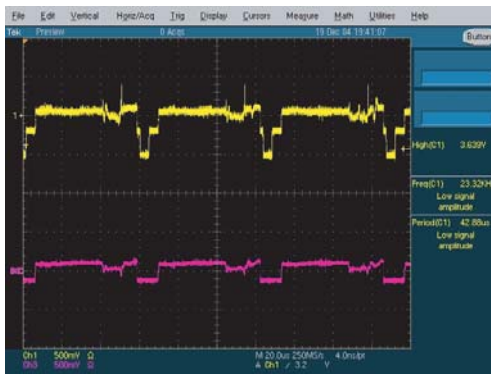 File Edit Vertical Horiz/Acq Trig Display Cursors Measure Math Utilities Help
Tek Preview 0 Acqs 19 Dec 04 19:41:07
Button
High(C1) 3.639V
Freq(C1) 23.32KH
Low signal
amplitude
Period(C1) 42.88us
Low signal
amplitude
Ch1 500mV Ω M 20.0us 250MS/s 4.0ns/pt
Ch3 500mV Ω A Ch1 / 3.2 V